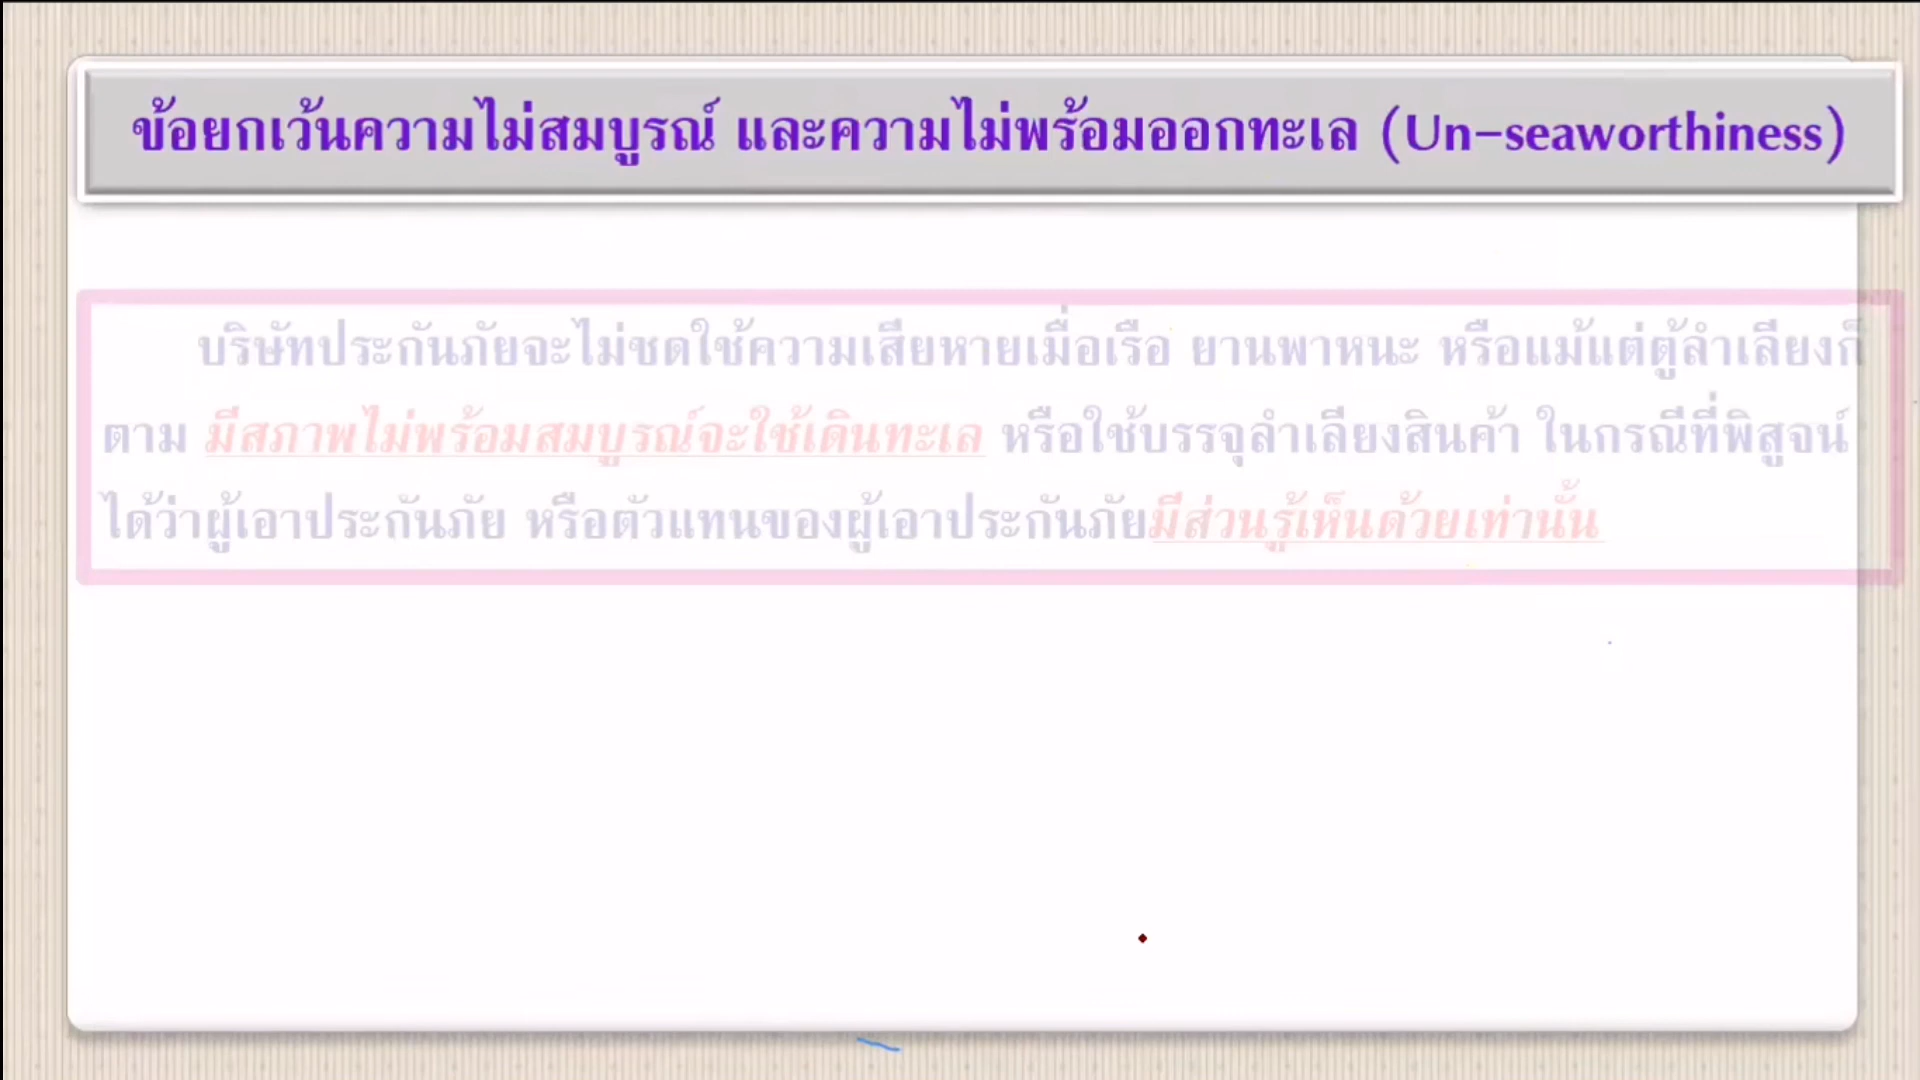 ข้อยกเว้นความไม่สมบูรณ์ และความไม่พร้อมออกทะเล (Un-seaworthiness)
บริษัทประกันภัยจะไม่ชดใช้ความเสียหายเมื่อเรือ ยานพาหนะ หรือแม้แต่ตู้ลำเลียงก็
ตาม มีสภาพไม่พร้อมสมบูรณ์จะใช้เดินทะเล หรือใช้บรรจุลำเลียงสินค้า ในกรณีที่พิสูจน์
ได้ว่าผู้เอาประกันภัย หรือตัวแทนของผู้เอาประกันภัยมีส่วนรู้เห็นด้วยเท่านั้น